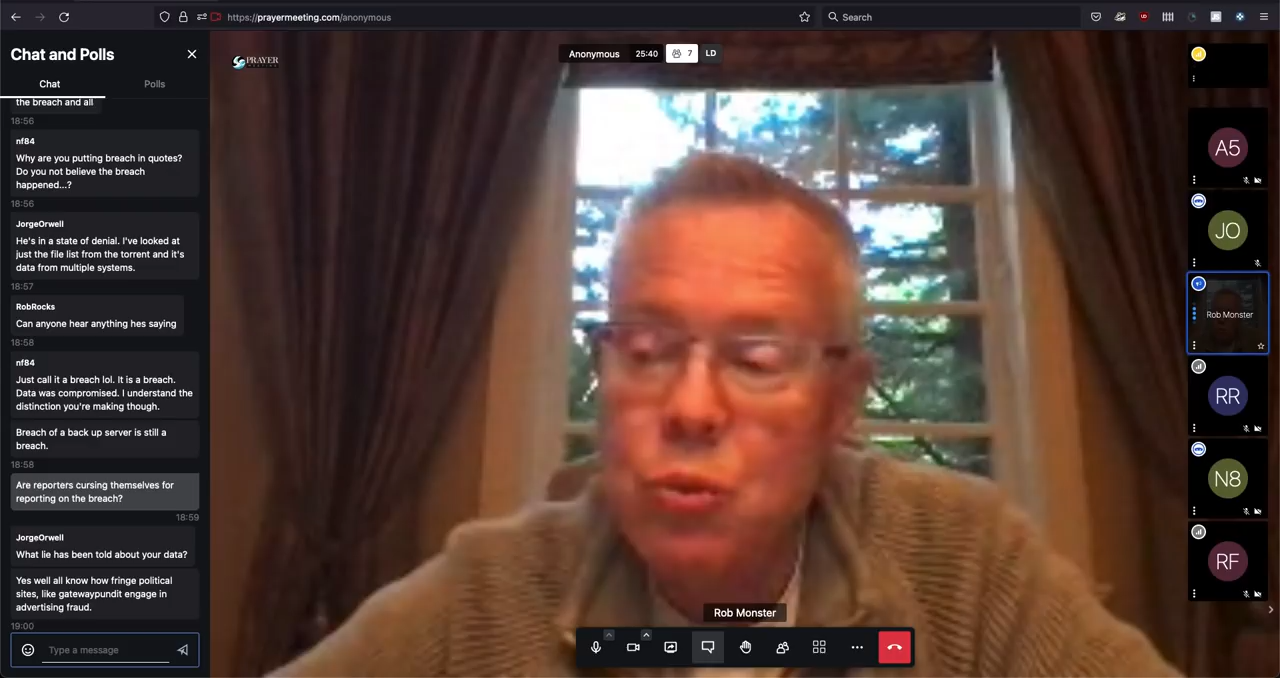 https://prayermeeting.com/anonymous
Search
Chat and Polls
Chat
Polls
the breach and all
18:56
nf84
Why are you putting breach in quotes?
Do you not believe the breach
happened...?
18:56
JorgeOrwell
He's in a state of denial. I've looked at
just the file list from the torrent and it's
data from multiple systems.
18:57
RobRocks
Can anyone hear anything hes saying
18:58
nf84
Just call it a breach lol. It is a breach.
Data was compromised. I understand the
distinction you're making though.
Breach of a back up server is still a
breach.
18:58
Are reporters cursing themselves for
reporting on the breach?
18:59
JorgeOrwell
What lie has been told about your data?
Yes well all know how fringe political
sites, like gatewaypundit engage in
advertising fraud.
19:00
Type a message
PRAYER
MEETING
Anonymous
25:40
7
LD
Rob Monster
A5
JO
Rob Monster
RR
N8
RF